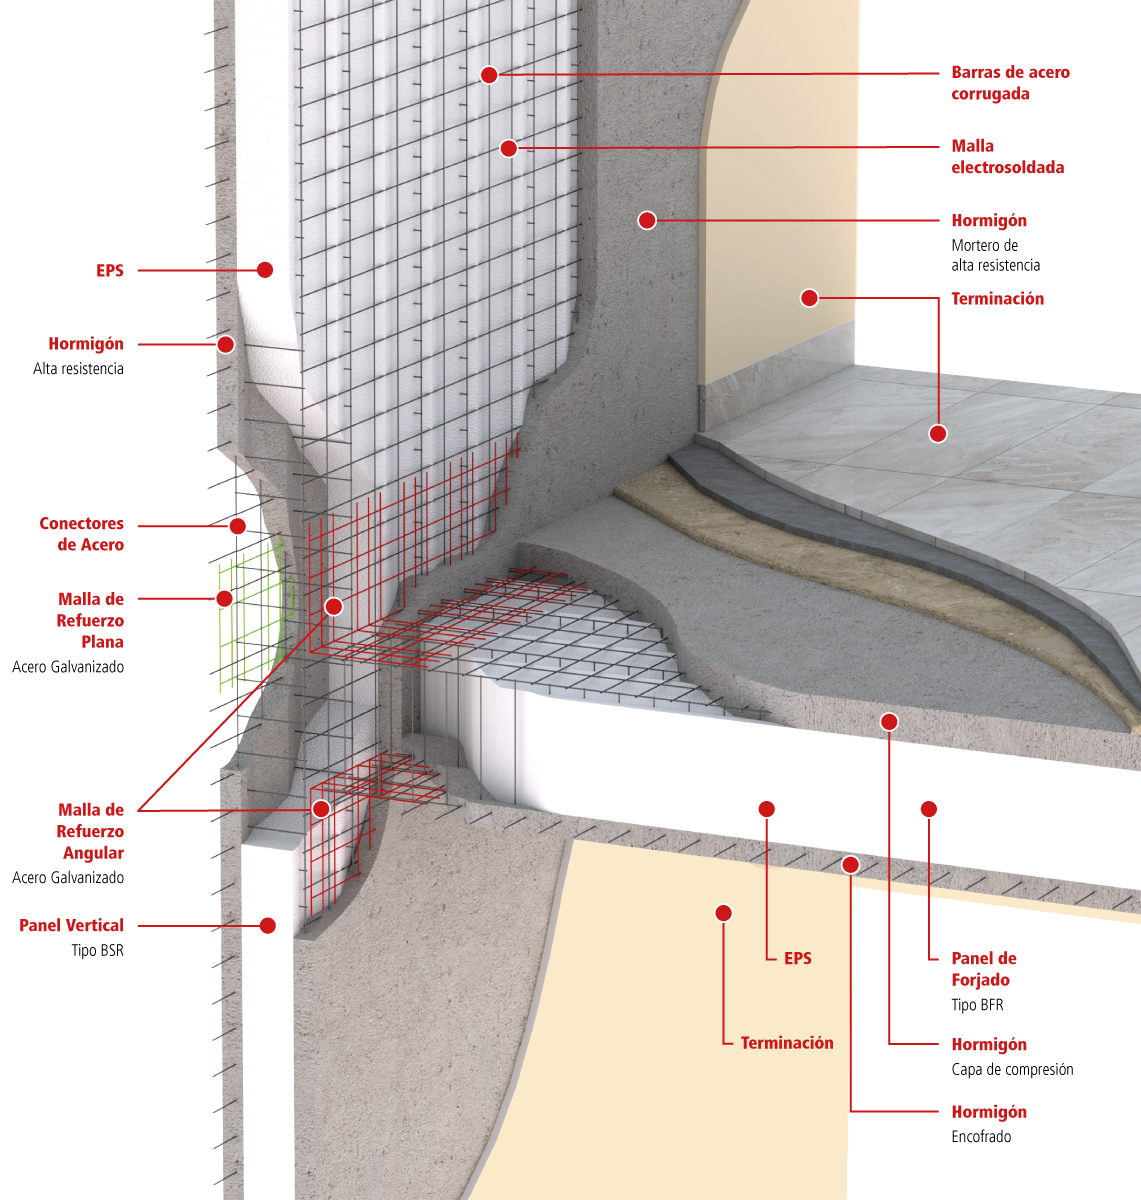 Barras de acero
corrugada
Malla
electrosoldada
Hormigón
Mortero de
alta resistencia
Terminación
EPS
Hormigón
Alta resistencia
Conectores
de Acero
Malla de
Refuerzo
Plana
Acero Galvanizado
Malla de
Refuerzo
Angular
Acero Galvanizado
Panel Vertical
Tipo BSR
EPS
Terminación
Panel de
Forjado
Tipo BFR
Hormigón
Capa de compresión
Hormigón
Encofrado